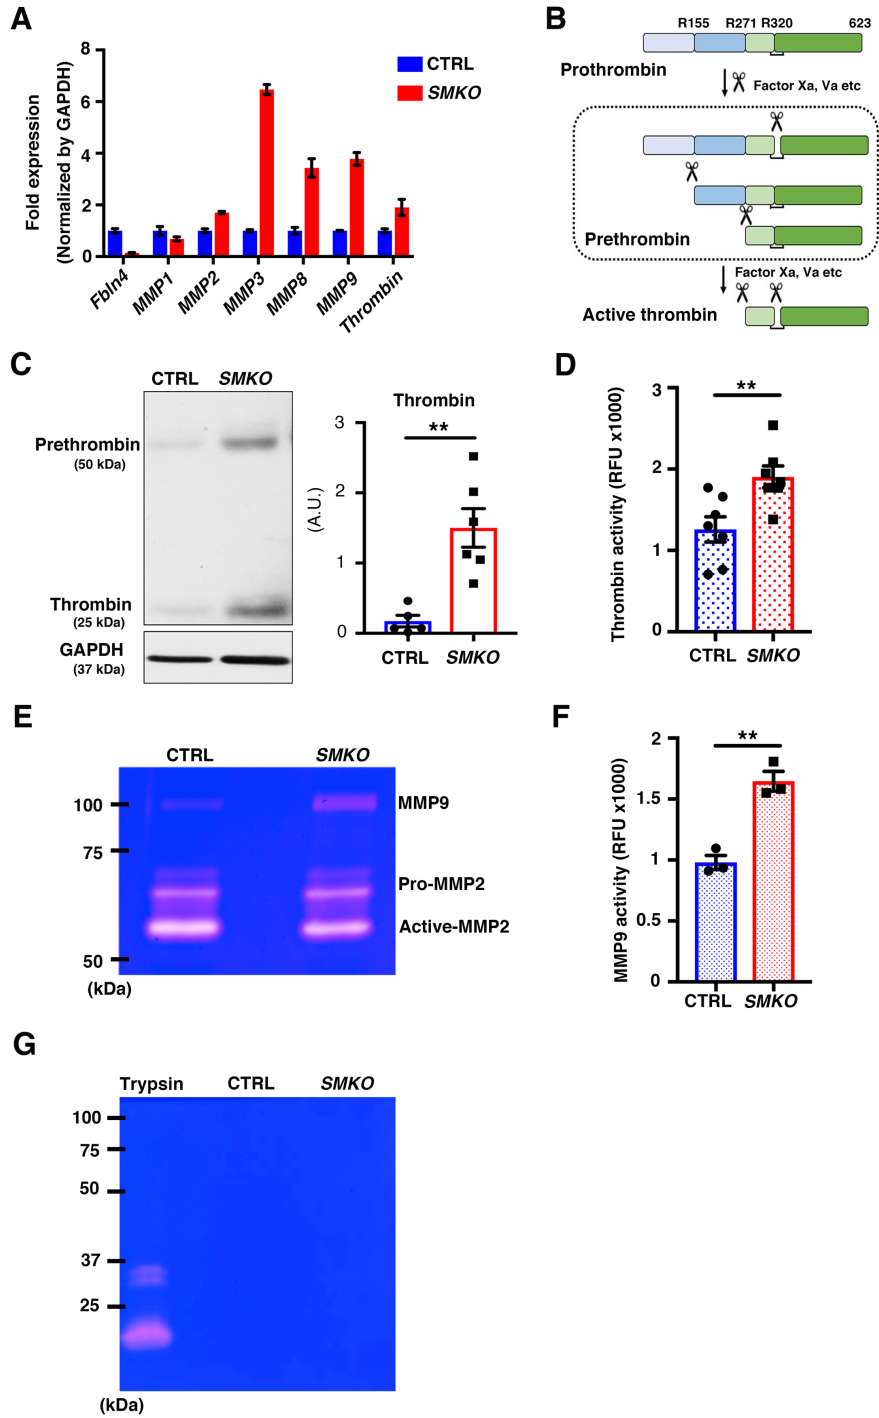 A
Fold expression
(Normalized by GAPDH)
8
6
4
2
0
CTRL
SMKO
Fbln4
MMP1
MMP2
MMP3
MMP8
MMP9
Thrombin
B
R155 R271 R320 623
Prothrombin
Factor Xa, Va etc
Prethrombin
Factor Xa, Va etc
Active thrombin
C
CTRL SMKO
Prethrombin
(50 kDa)
Thrombin
(25 kDa)
GAPDH
(37 kDa)
Thrombin
**
(A.U.)
3
2
1
0
CTRL SMKO
D
Thrombin activity (RFU x1000)
**
3
2
1
0
CTRL SMKO
E
CTRL SMKO
100
75
50
(kDa)
MMP9
Pro-MMP2
Active-MMP2
F
MMP9 activity (RFU x1000)
**
2
1.5
1
0.5
0
CTRL SMKO
G
Trypsin CTRL SMKO
100
75
50
37
25
(kDa)